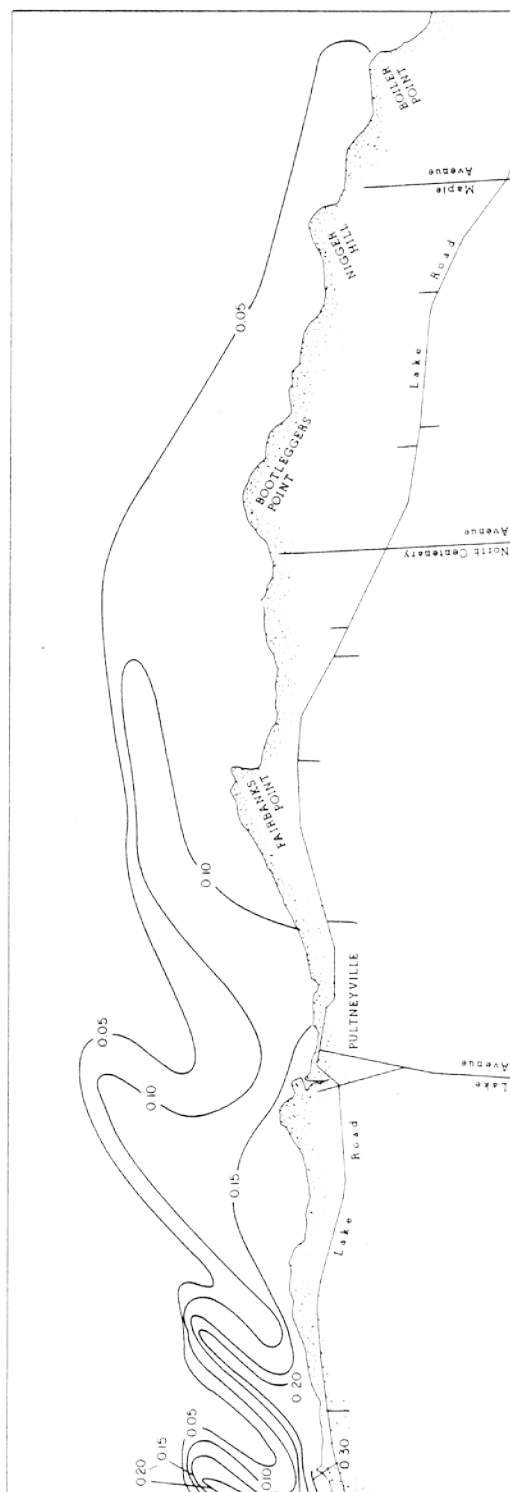 BOILER
POINT
Maple
Avenue
NIGGER
HILL
Lake Road
0.05
BOOTLEGGERS
POINT
North Centenary
Avenue
FAIRBANKS
POINT
0.10
PULTNEYVILLE
0.05
0.10
Lake
Avenue
0.15
Lake Road
0.20
0.05
0.15
0.20
0.10
0.30